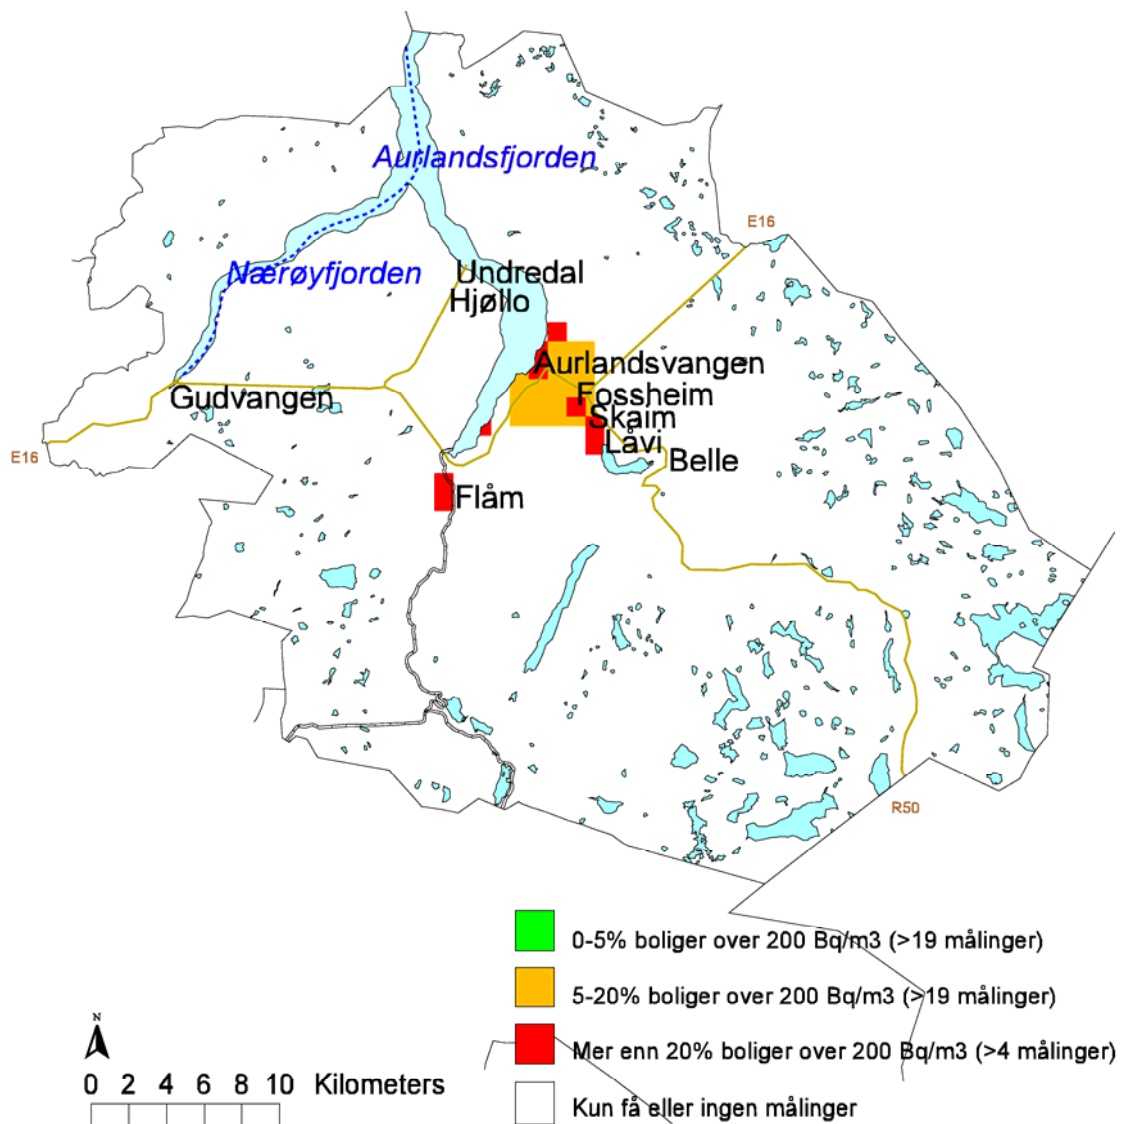 Aurlandsfjorden
E16
Nærøyfjorden
Undredal
Hjøllo
Aurlandsvangen
Gudvangen
Fossheim
Skaim
Låvi
E16
Belle
Flåm
R50
0-5% boliger over 200 Bq/m3 (>19 målinger)
5-20% boliger over 200 Bq/m3 (>19 målinger)
Mer enn 20% boliger over 200 Bq/m3 (>4 målinger)
Kun få eller ingen målinger
N
0 2 4 6 8 10 Kilometers